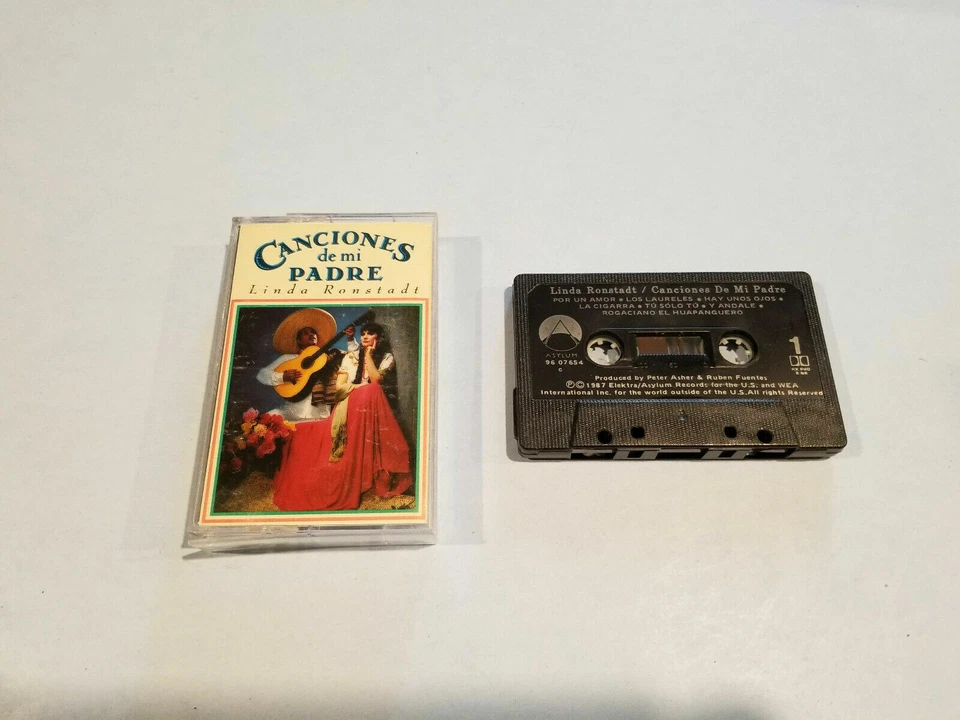 CANCIONES
de mi
PADRE
Linda Ronstadt
Linda Ronstadt / Canciones De Mi Padre
POR UN AMOR • LOS LAURELES • HAY UNOS OJOS •
LA CIGARRA • TÚ SÓLO TÚ • Y ANDALE •
ROGACIANO EL HUAPANGUERO
ASYLUM
96 07654
C
1
Produced by Peter Asher & Ruben Fuentes
℗©1987 Elektra/Asylum Records for the U.S. and WEA
International Inc. for the world outside of the U.S.All rights Reserved